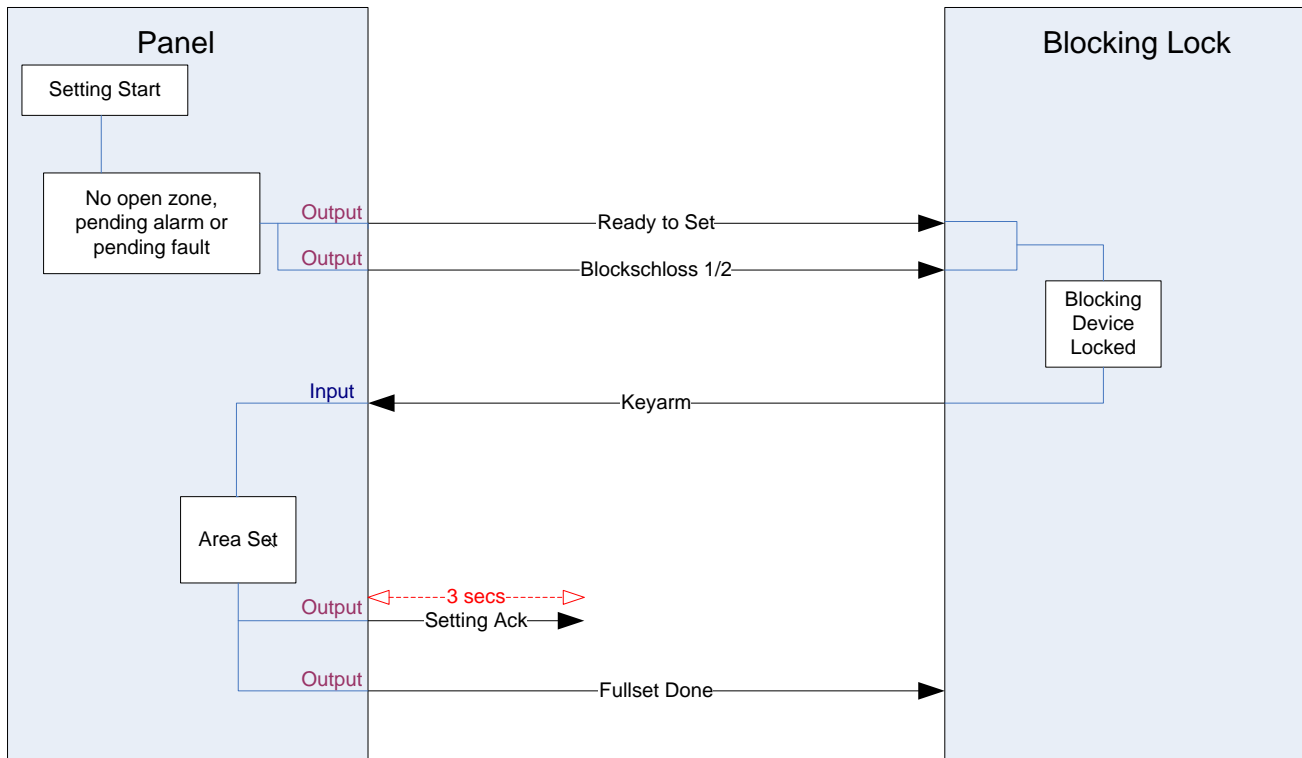 Panel
Blocking Lock
Setting Start
No open zone,
pending alarm or
pending fault
Output
Ready to Set
Output
Blockschloss 1/2
Blocking
Device
Locked
Input
Keyarm
Area Set
3 secs
Output
Setting Ack
Output
Fullset Done